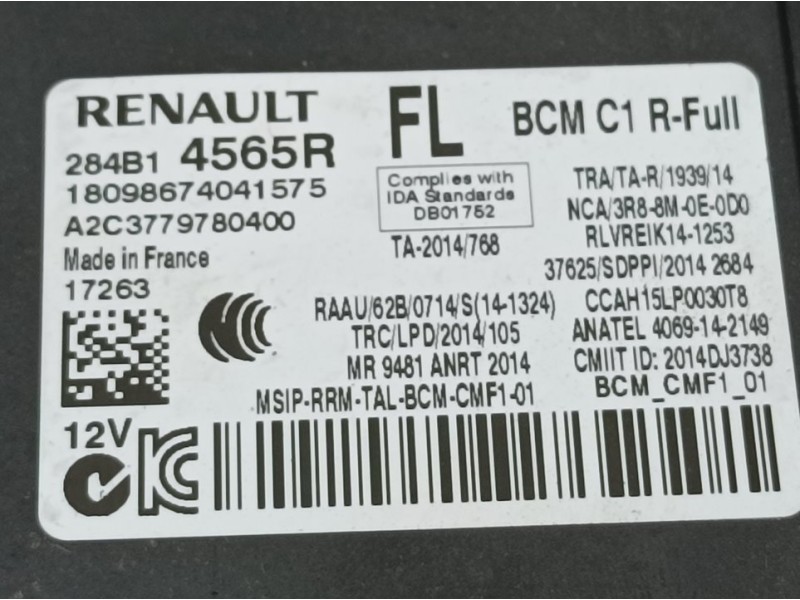 RENAULT
284B1 4565R
18098674041575
A2C3779780400
Made in France
17263
12V
FL
Complies with
IDA Standards
DB01752
TA-2014/768
BCM C1 R-Full
TRA/TA-R/1939/14
NCA/3R8-8M-0E-0D0
RLVREIK14-1253
37625/SDPPI/2014 2684
RAAU/62B/0714/S(14-1324)
CCAH15LP0030T8
TRC/LPD/2014/105
ANATEL 4069-14-2149
MR 9481 ANRT 2014
CMIIT ID: 2014DJ3738
MSIP-RRM-TAL-BCM-CMF1-01
BCM_CMF1_01